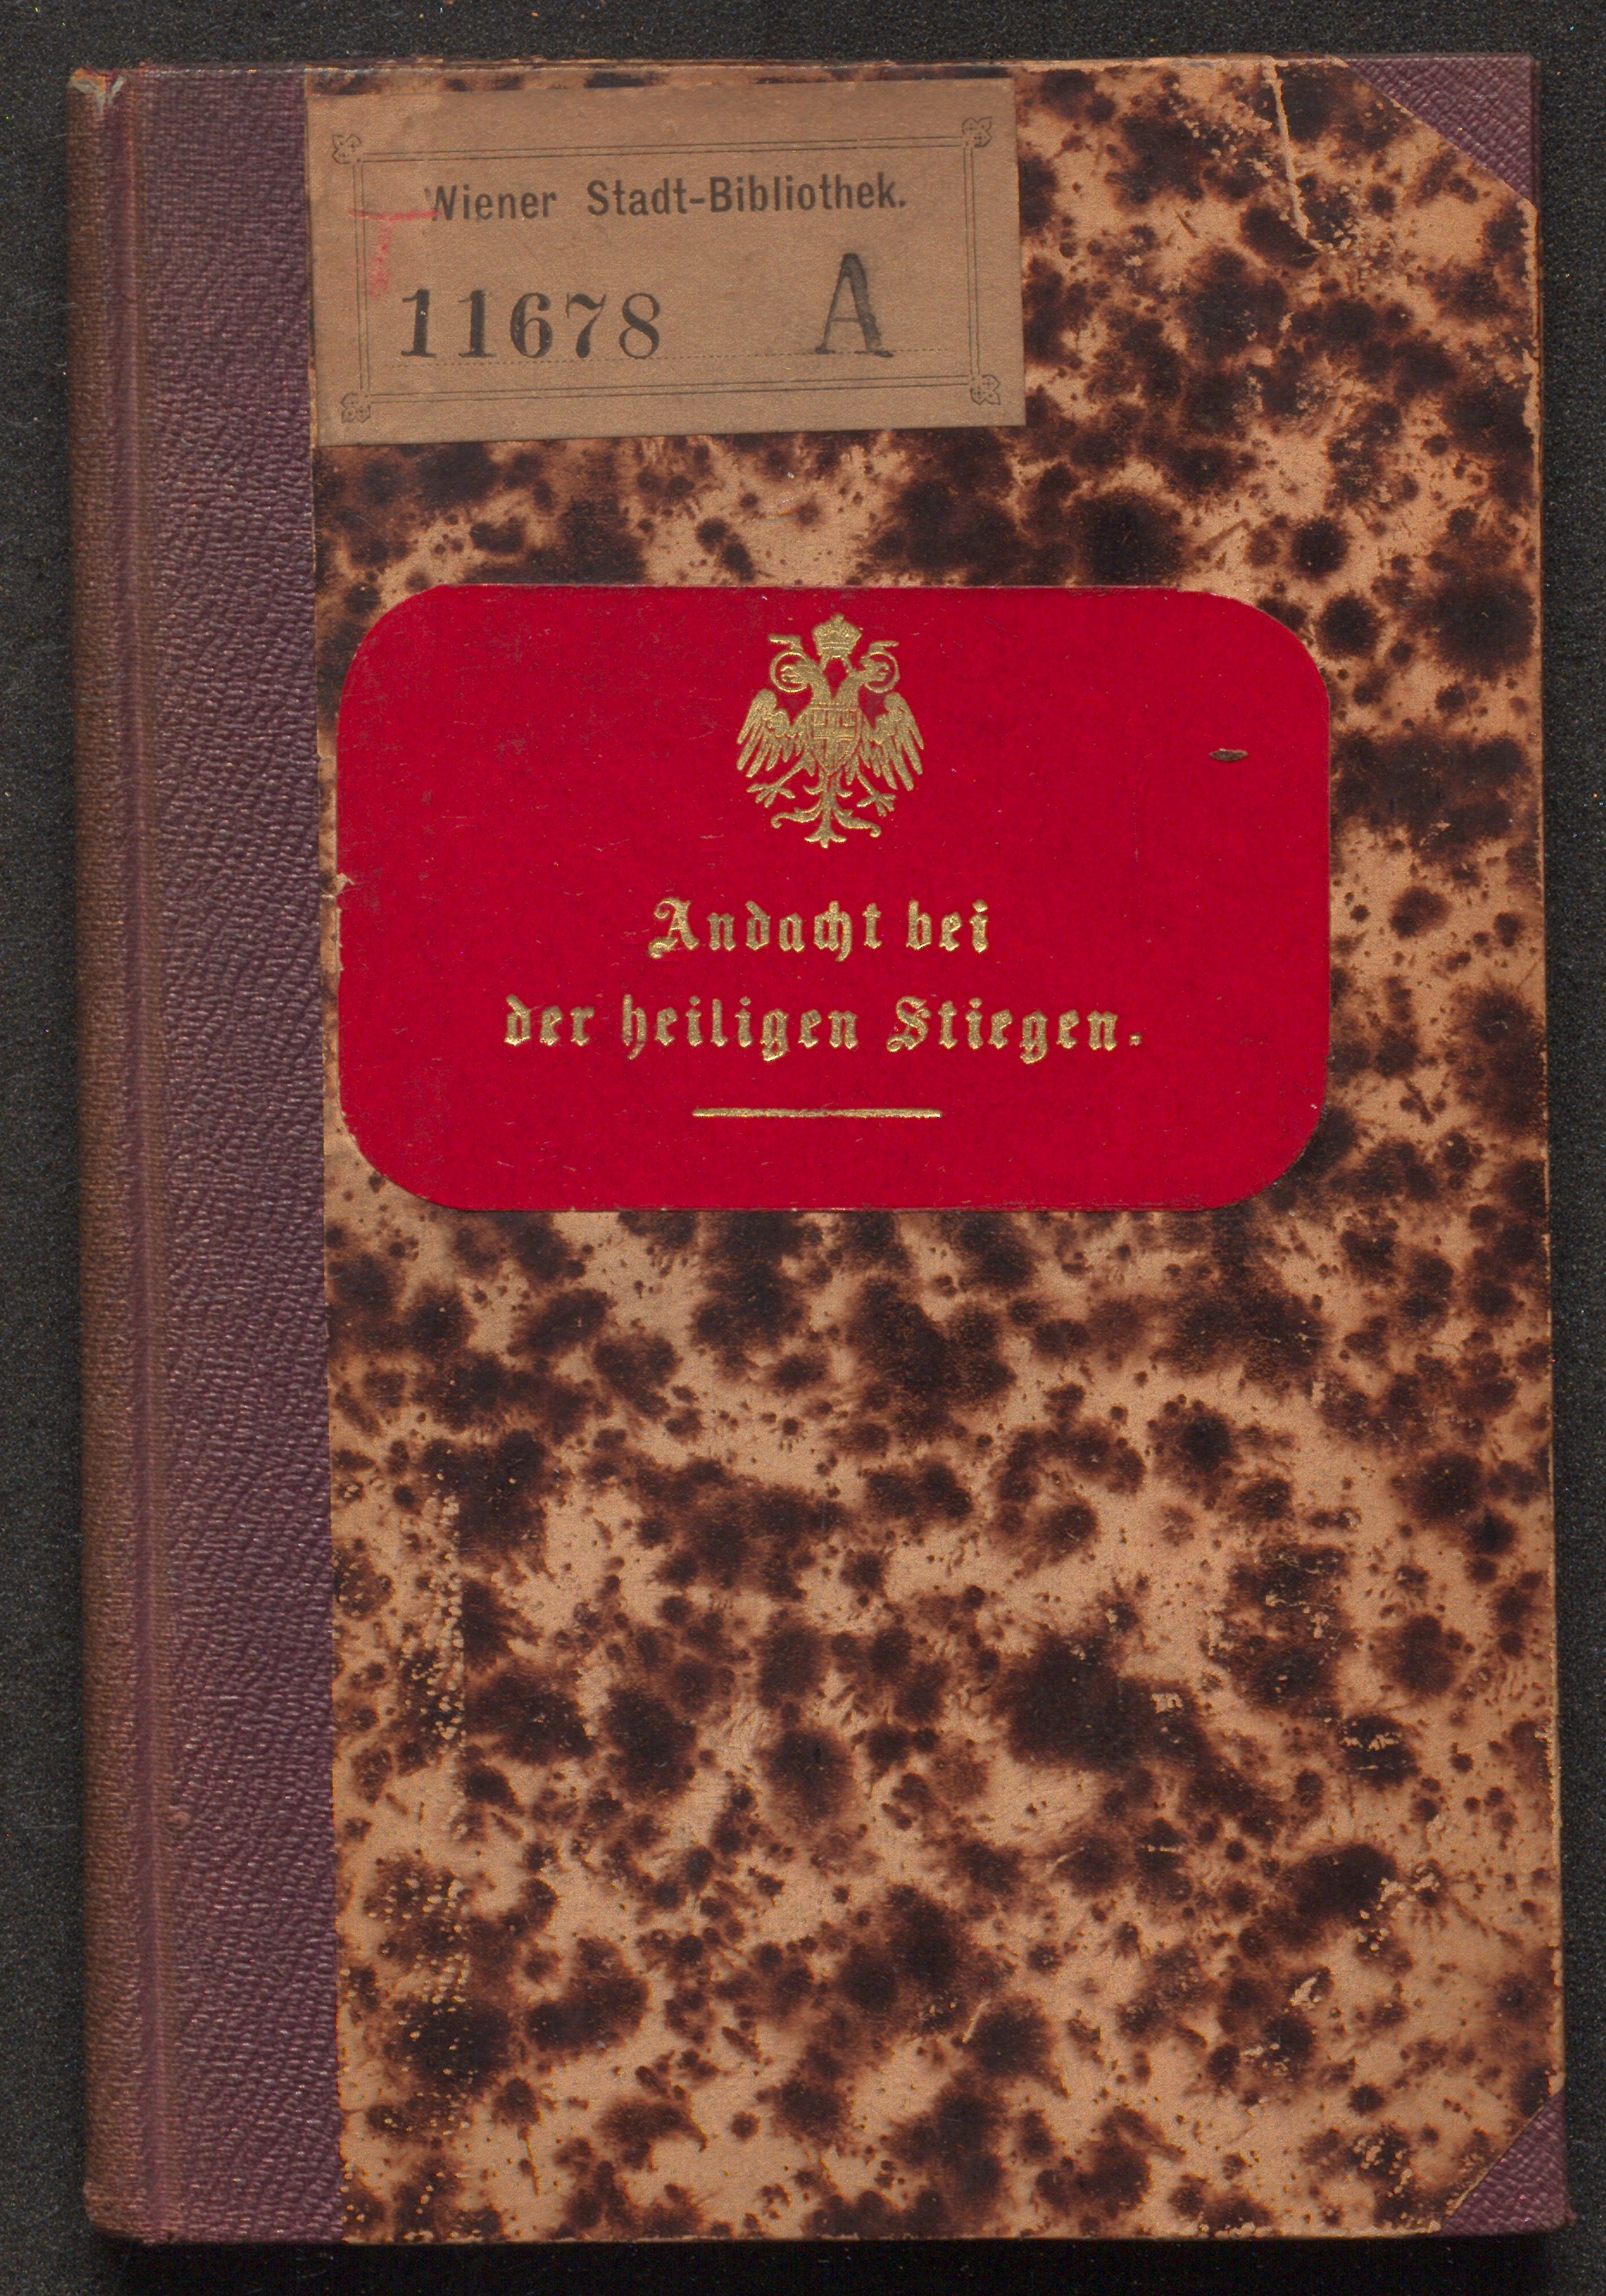 Wiener Stadt-Bibliothek.
11678 A
Andacht bei
der heiligen Stiegen.